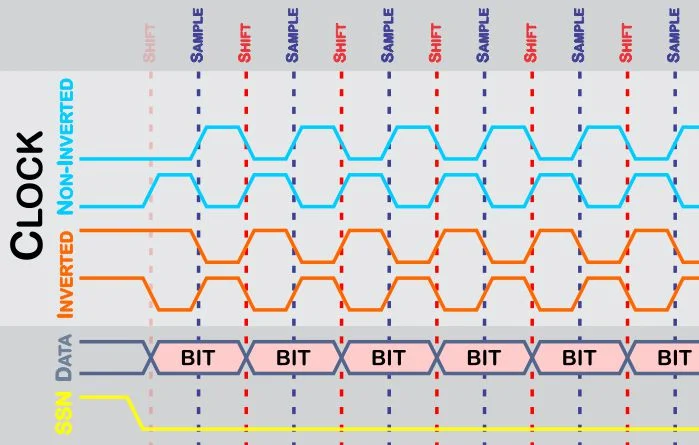 SHIFT
SAMPLE
SHIFT
SAMPLE
SHIFT
SAMPLE
SHIFT
SAMPLE
SHIFT
SAMPLE
SHIFT
SAMPLE
CLOCK
NON-INVERTED
INVERTED
DATA
BIT
BIT
BIT
BIT
BIT
BIT
SSN